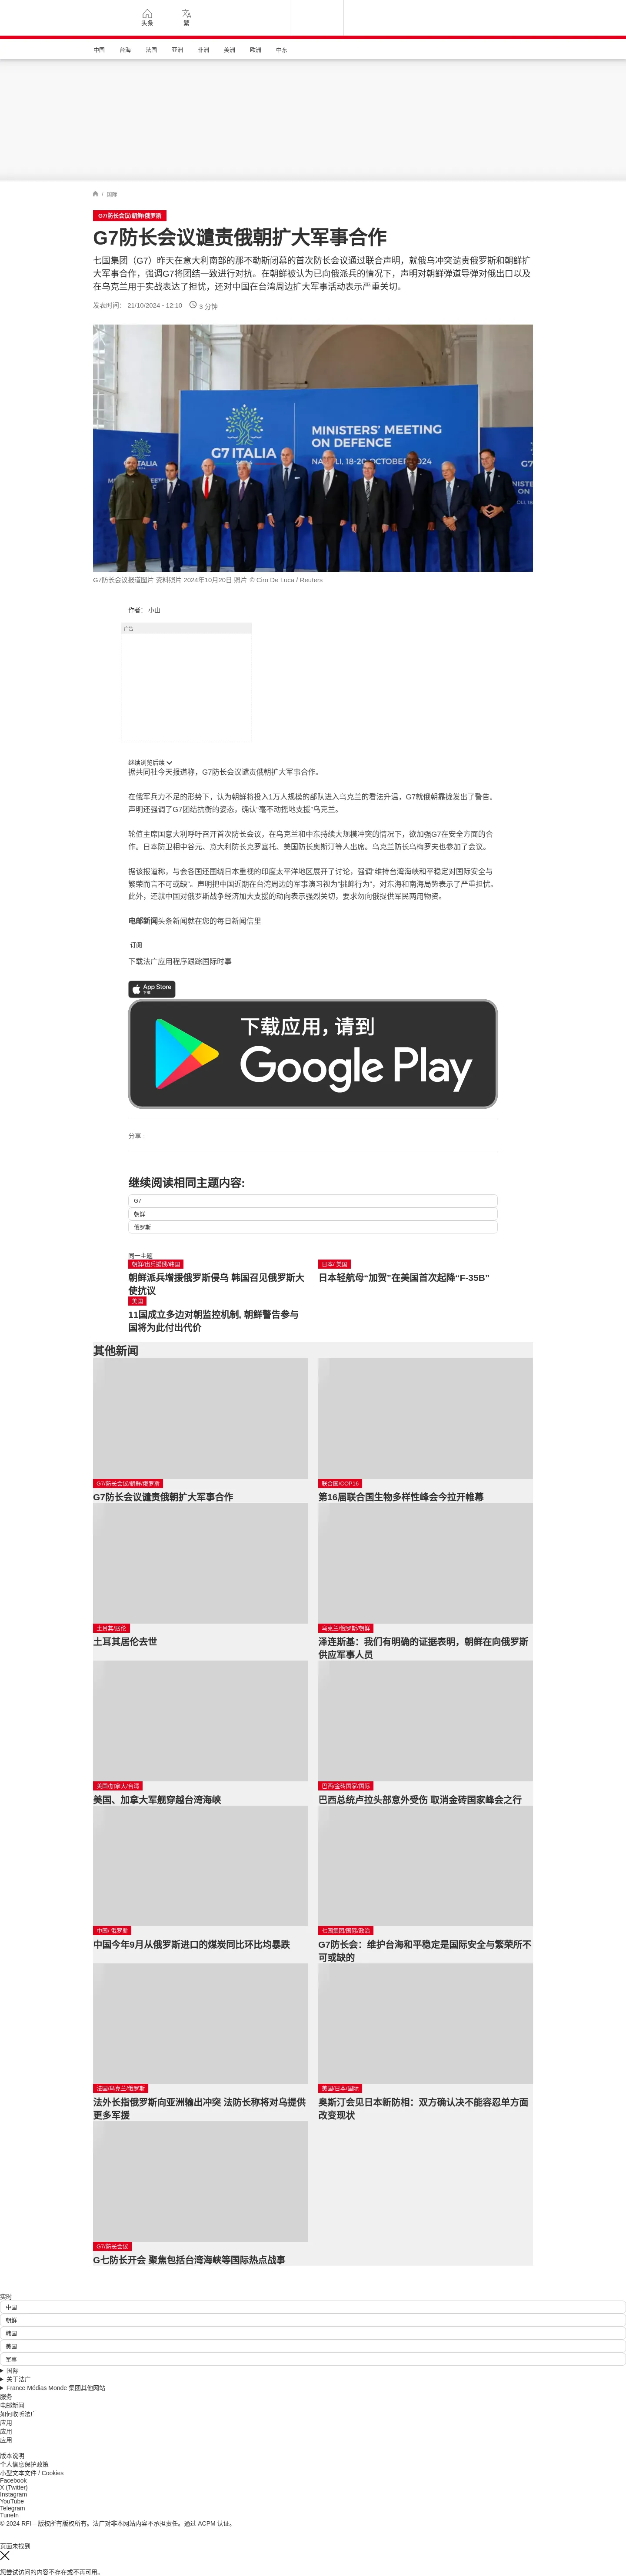 头条
繁
中国 台海 法国 亚洲 非洲 美洲 欧洲 中东
/ 国际
G7/防长会议/朝鲜/俄罗斯
G7防长会议谴责俄朝扩大军事合作
七国集团（G7）昨天在意大利南部的那不勒斯闭幕的首次防长会议通过联合声明，就俄乌冲突谴责俄罗斯和朝鲜扩
大军事合作，强调G7将团结一致进行对抗。在朝鲜被认为已向俄派兵的情况下，声明对朝鲜弹道导弹对俄出口以及
在乌克兰用于实战表达了担忧，还对中国在台湾周边扩大军事活动表示严重关切。
发表时间： 21/10/2024 - 12:10 3 分钟
G7 ITALIA
MINISTERS' MEETING
ON DEFENCE
18-20 OCTOBER 2024
G7防长会议报道图片 资料照片 2024年10月20日 照片 © Ciro De Luca / Reuters
作者： 小山
广告
继续浏览后续
据共同社今天报道称，G7防长会议谴责俄朝扩大军事合作。
在俄军兵力不足的形势下，认为朝鲜将投入1万人规模的部队进入乌克兰的看法升温，G7就俄朝靠拢发出了警告。
声明还强调了G7团结抗衡的姿态，确认“毫不动摇地支援”乌克兰。
轮值主席国意大利呼吁召开首次防长会议，在乌克兰和中东持续大规模冲突的情况下，欲加强G7在安全方面的合
作。日本防卫相中谷元、意大利防长克罗塞托、美国防长奥斯汀等人出席。乌克兰防长乌梅罗夫也参加了会议。
据该报道称，与会各国还围绕日本重视的印度太平洋地区展开了讨论，强调“维持台湾海峡和平稳定对国际安全与
繁荣而言不可或缺”。声明把中国近期在台湾周边的军事演习视为“挑衅行为”，对东海和南海局势表示了严重担忧。
此外，还就中国对俄罗斯战争经济加大支援的动向表示强烈关切，要求勿向俄提供军民两用物资。
电邮新闻头条新闻就在您的每日新闻信里
订阅
下载法广应用程序跟踪国际时事
App Store
下载
下载应用，请到
Google Play
分享 :
继续阅读相同主题内容:
G7
朝鲜
俄罗斯
同一主题
朝鲜/出兵援俄/韩国
朝鲜派兵增援俄罗斯侵乌 韩国召见俄罗斯大
使抗议
日本/ 美国
日本轻航母“加贺”在美国首次起降“F-35B”
美国
11国成立多边对朝监控机制, 朝鲜警告参与
国将为此付出代价
其他新闻
G7/防长会议/朝鲜/俄罗斯
G7防长会议谴责俄朝扩大军事合作
联合国/COP16
第16届联合国生物多样性峰会今拉开帷幕
土耳其/居伦
土耳其居伦去世
乌克兰/俄罗斯/朝鲜
泽连斯基：我们有明确的证据表明，朝鲜在向俄罗斯
供应军事人员
美国/加拿大/台湾
美国、加拿大军舰穿越台湾海峡
巴西/金砖国家/国际
巴西总统卢拉头部意外受伤 取消金砖国家峰会之行
中国/ 俄罗斯
中国今年9月从俄罗斯进口的煤炭同比环比均暴跌
七国集团/国际/政治
G7防长会：维护台海和平稳定是国际安全与繁荣所不
可或缺的
法国/乌克兰/俄罗斯
法外长指俄罗斯向亚洲输出冲突 法防长称将对乌提供
更多军援
美国/日本/国际
奥斯汀会见日本新防相：双方确认决不能容忍单方面
改变现状
G7/防长会议
G七防长开会 聚焦包括台湾海峡等国际热点战事
实时
中国
朝鲜
韩国
美国
军事
国际
关于法广
France Médias Monde 集团其他网站
服务
电邮新闻
如何收听法广
应用
应用
应用
版本说明
个人信息保护政策
小型文本文件 / Cookies
Facebook
X (Twitter)
Instagram
YouTube
Telegram
TuneIn
© 2024 RFI – 版权所有版权所有。法广对非本网站内容不承担责任。通过 ACPM 认证。
页面未找到
您尝试访问的内容不存在或不再可用。